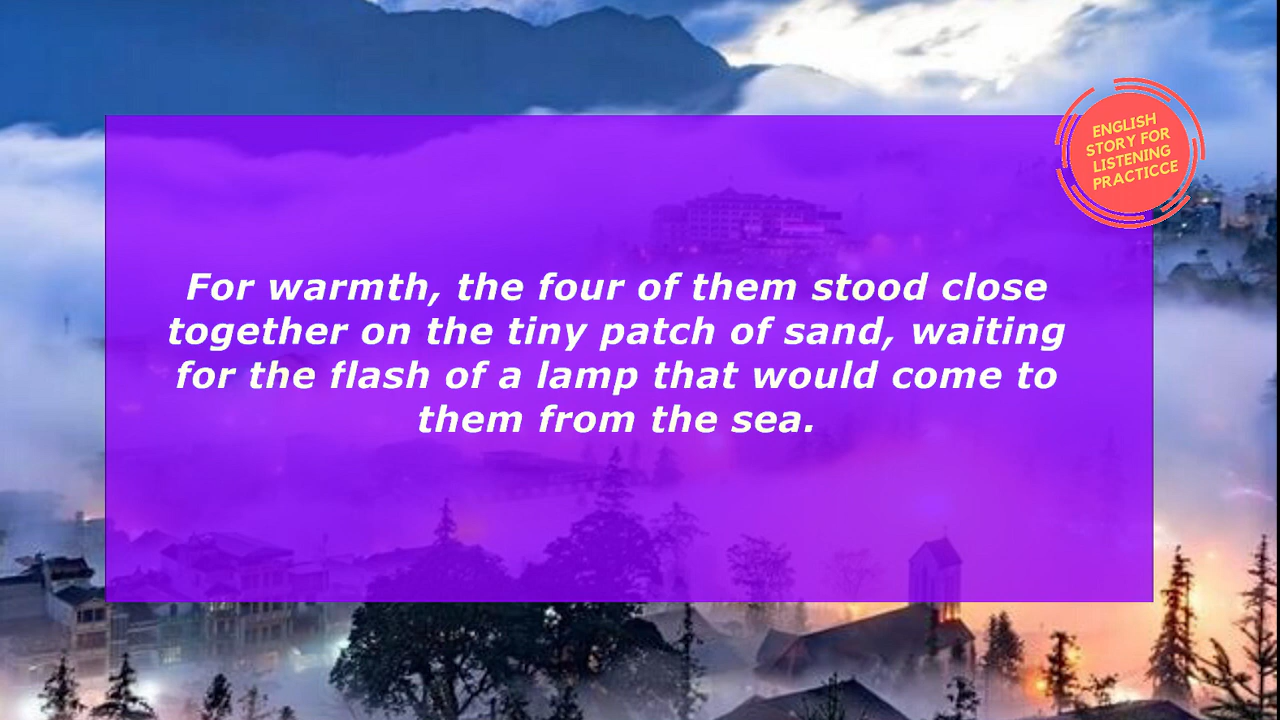 ENGLISH
STORY FOR
LISTENING
PRACTICCE
For warmth, the four of them stood close
together on the tiny patch of sand, waiting
for the flash of a lamp that would come to
them from the sea.